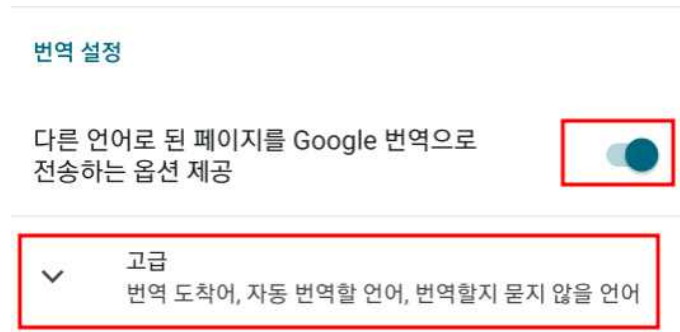 번역 설정
다른 언어로 된 페이지를 Google 번역으로
전송하는 옵션 제공
고급
번역 도착어, 자동 번역할 언어, 번역할지 묻지 않을 언어